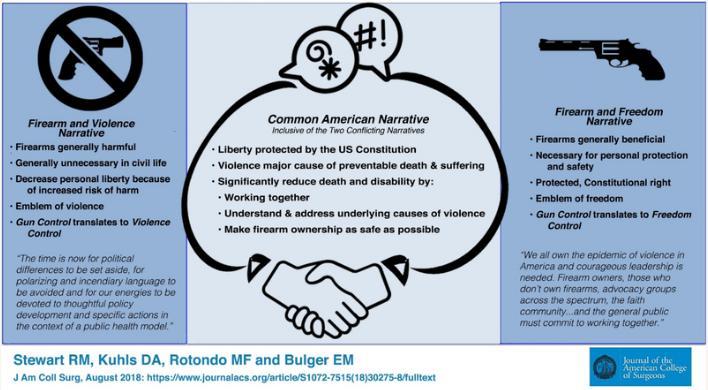 Firearm and Violence
Narrative
• Firearms generally harmful
• Generally unnecessary in civil life
• Decrease personal liberty because
of increased risk of harm
• Emblem of violence
• Gun Control translates to Violence
Control
"The time is now for political
differences to be set aside, for
polarizing and incendiary language to
be avoided and for our energies to be
devoted to thoughtful policy
development and specific actions in
the context of a public health model."
#!
Common American Narrative
Inclusive of the Two Conflicting Narratives
• Liberty protected by the US Constitution
• Violence major cause of preventable death & suffering
• Significantly reduce death and disability by:
• Working together
• Understand & address underlying causes of violence
• Make firearm ownership as safe as possible
Firearm and Freedom
Narrative
• Firearms generally beneficial
• Necessary for personal protection
and safety
• Protected, Constitutional right
• Emblem of freedom
• Gun Control translates to Freedom
Control
"We all own the epidemic of violence in
America and courageous leadership is
needed. Firearm owners, those who
don't own firearms, advocacy groups
across the spectrum, the faith
community...and the general public
must commit to working together."
Stewart RM, Kuhls DA, Rotondo MF and Bulger EM
J Am Coll Surg, August 2018: https://www.journalacs.org/article/S1072-7515(18)30275-8/fulltext
Journal of the
American College
of Surgeons